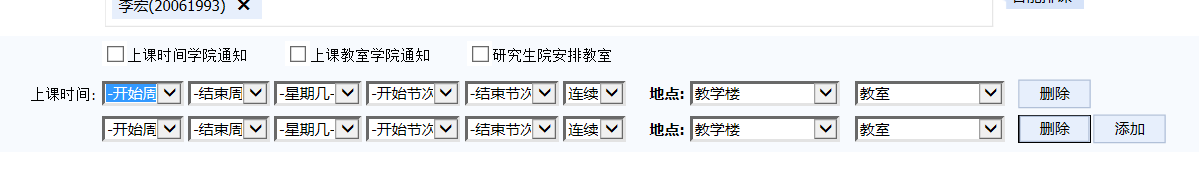 李宏(20061993) ×
上课时间学院通知 上课教室学院通知 研究生院安排教室
上课时间: -开始周 -结束周 -星期几- -开始节次 -结束节次 连续 地点: 教学楼 教室 删除
-开始周 -结束周 -星期几- -开始节次 -结束节次 连续 地点: 教学楼 教室 删除 添加